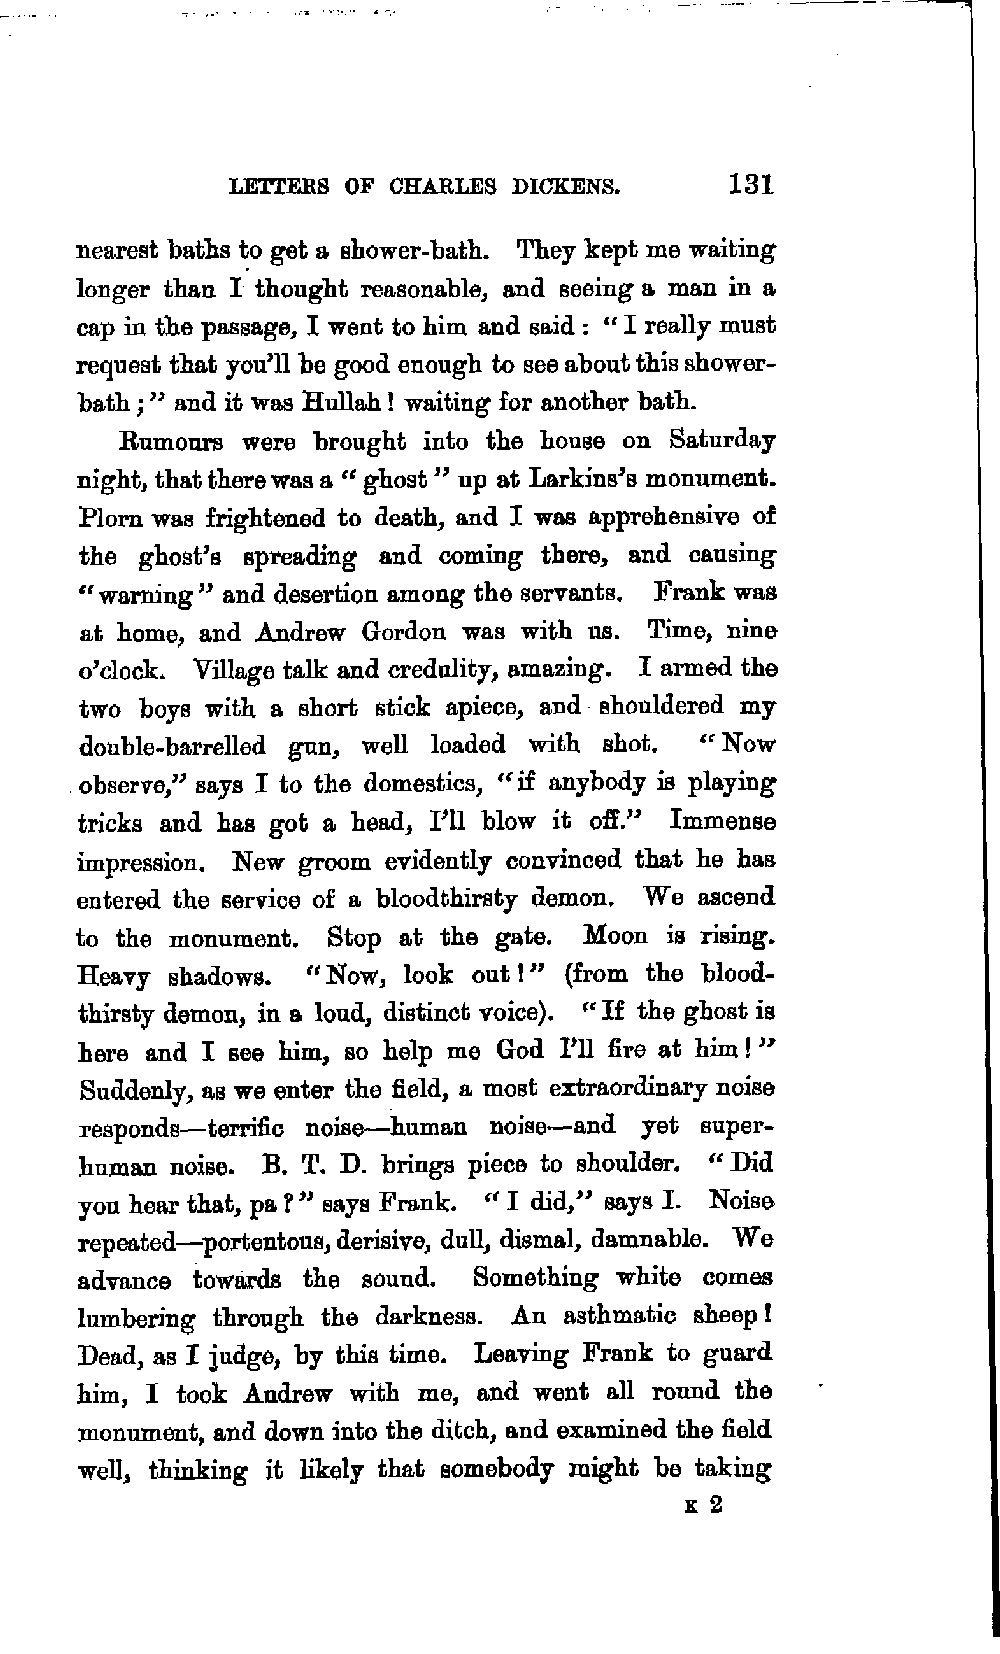 LETTERS OF CHARLES DICKENS. 131
nearest baths to get a shower-bath. They kept me waiting
longer than I thought reasonable, and seeing a man in a
cap in the passage, I went to him and said : “ I really must
request that you’ll be good enough to see about this shower-
bath ;” and it was Hullah ! waiting for another bath.
Rumours were brought into the house on Saturday
night, that there was a “ ghost ” up at Larkins’s monument.
Plorn was frightened to death, and I was apprehensive of
the ghost’s spreading and coming there, and causing
“ warning ” and desertion among the servants. Frank was
at home, and Andrew Gordon was with us. Time, nine
o’clock. Village talk and credulity, amazing. I armed the
two boys with a short stick apiece, and shouldered my
double-barrelled gun, well loaded with shot. “ Now
observe,” says I to the domestics, “ if anybody is playing
tricks and has got a head, I’ll blow it off.” Immense
impression. New groom evidently convinced that he has
entered the service of a bloodthirsty demon. We ascend
to the monument. Stop at the gate. Moon is rising.
Heavy shadows. “ Now, look out ! ” (from the blood-
thirsty demon, in a loud, distinct voice). “ If the ghost is
here and I see him, so help me God I’ll fire at him ! ”
Suddenly, as we enter the field, a most extraordinary noise
responds—terrific noise—human noise—and yet super-
human noise. B. T. D. brings piece to shoulder. “ Did
you hear that, pa ? ” says Frank. “ I did,” says I. Noise
repeated—portentous, derisive, dull, dismal, damnable. We
advance towards the sound. Something white comes
lumbering through the darkness. An asthmatic sheep !
Dead, as I judge, by this time. Leaving Frank to guard
him, I took Andrew with me, and went all round the
monument, and down into the ditch, and examined the field
well, thinking it likely that somebody might be taking
K 2